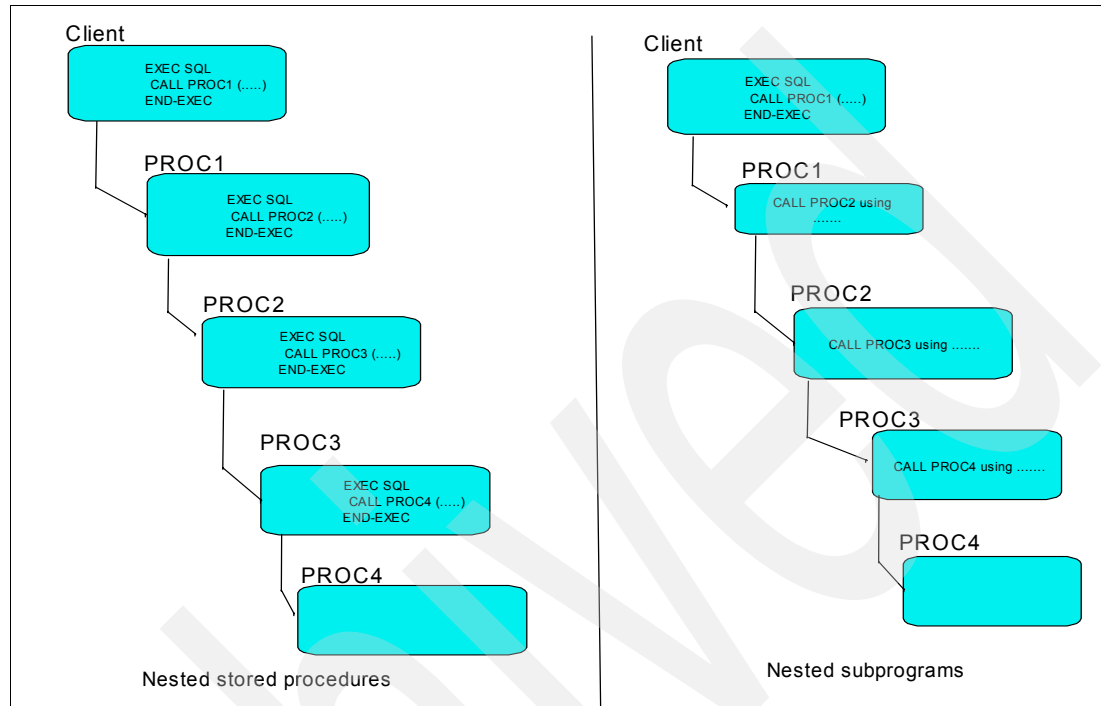 Client
EXEC SQL
CALL PROC1 (.....)
END-EXEC
PROC1
EXEC SQL
CALL PROC2 (.....)
END-EXEC
PROC2
EXEC SQL
CALL PROC3 (.....)
END-EXEC
PROC3
EXEC SQL
CALL PROC4 (.....)
END-EXEC
PROC4
Nested stored procedures
Client
EXEC SQL
CALL PROC1 (.....)
END-EXEC
PROC1
CALL PROC2 using
.......
PROC2
CALL PROC3 using .......
PROC3
CALL PROC4 using .......
PROC4
Nested subprograms